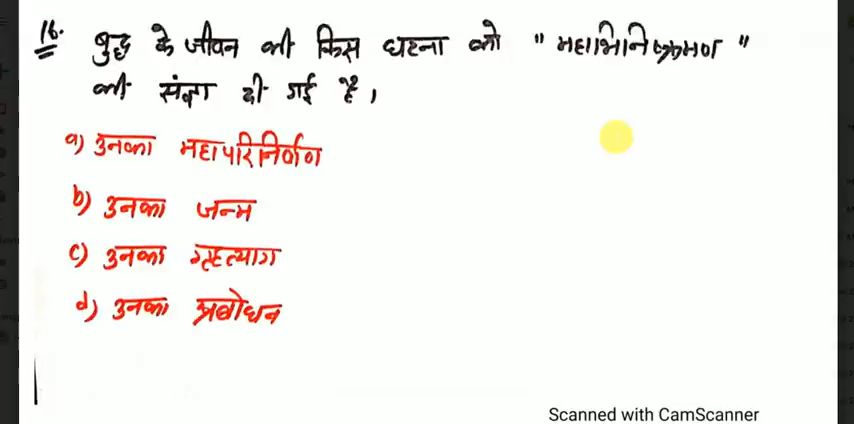 16. बुद्ध के जीवन की किस घटना को "महाभिनिष्क्रमण"
की संज्ञा दी गई है।
a) उनका महापरिनिर्वाण
b) उनका जन्म
c) उनका गृहत्याग
d) उनका प्रबोधन
Scanned with CamScanner